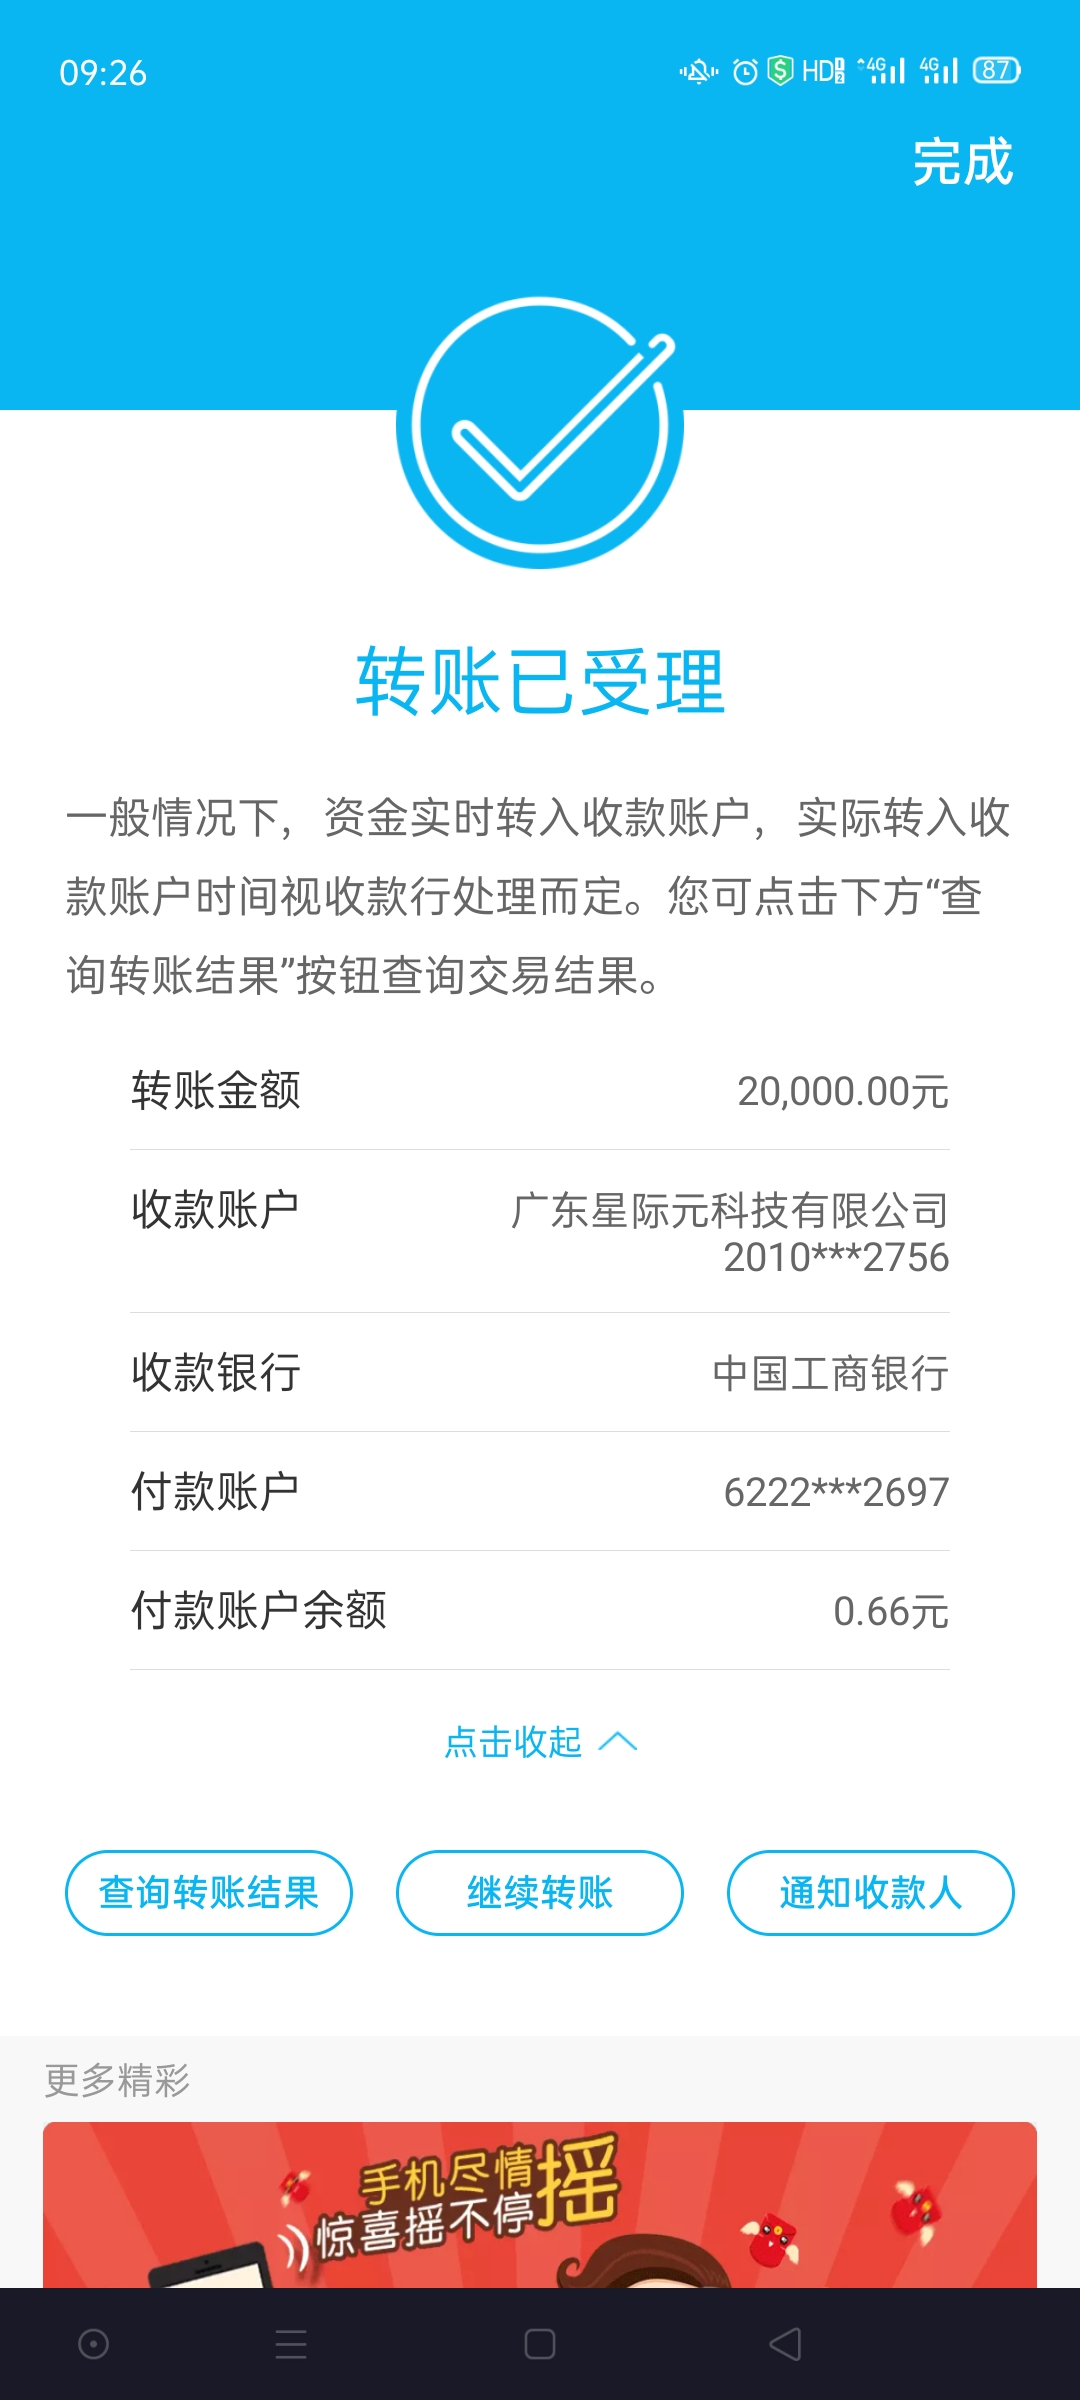 09:26
HD 4G 4G 87
完成
转账已受理
一般情况下，资金实时转入收款账户，实际转入收
款账户时间视收款行处理而定。您可点击下方“查
询转账结果”按钮查询交易结果。
转账金额 20,000.00元
收款账户 广东星际元科技有限公司
2010***2756
收款银行 中国工商银行
付款账户 6222***2697
付款账户余额 0.66元
点击收起
查询转账结果 继续转账 通知收款人
更多精彩
手机尽情摇
惊喜摇不停